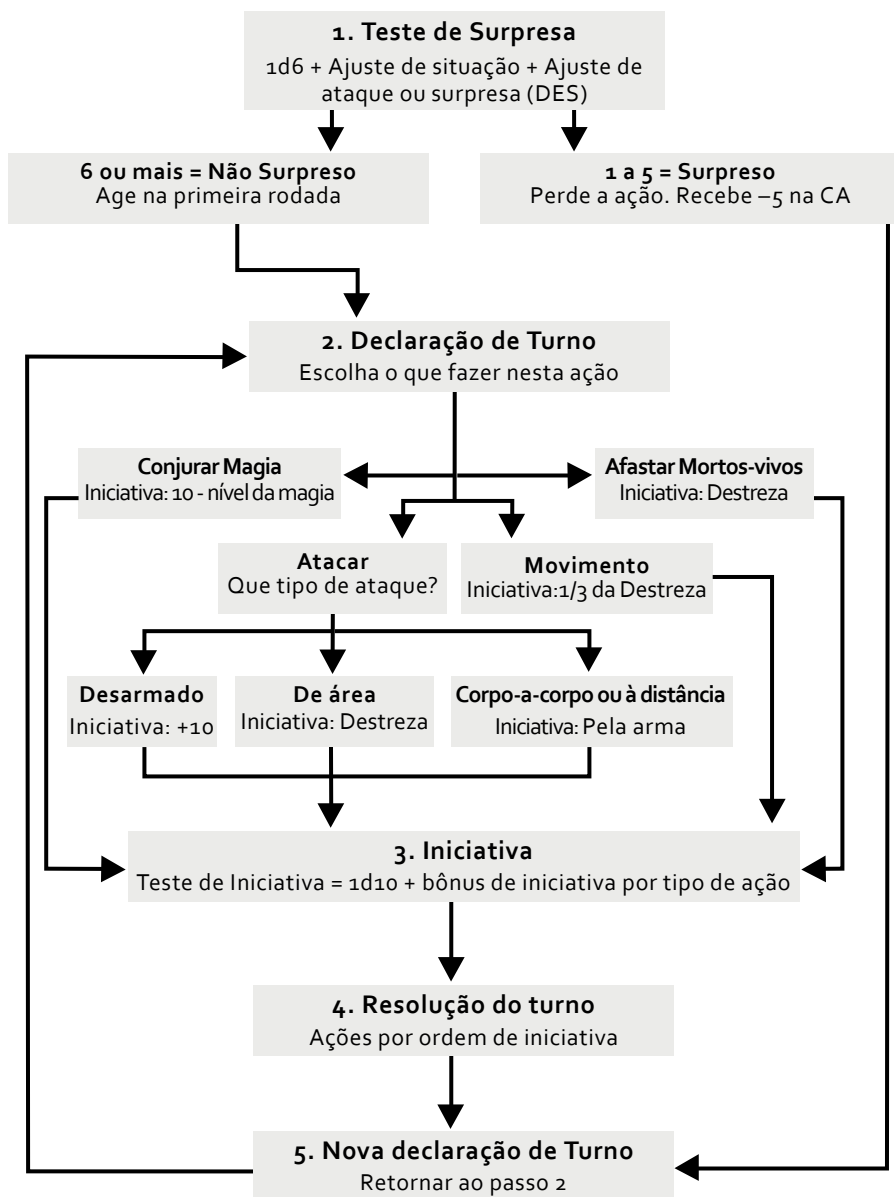 1. Teste de Surpresa
1d6 + Ajuste de situação + Ajuste de
ataque ou surpresa (DES)
6 ou mais = Não Surpreso
Age na primeira rodada
1 a 5 = Surpreso
Perde a ação. Recebe –5 na CA
2. Declaração de Turno
Escolha o que fazer nesta ação
Conjurar Magia
Iniciativa: 10 - nível da magia
Afastar Mortos-vivos
Iniciativa: Destreza
Atacar
Que tipo de ataque?
Movimento
Iniciativa:1/3 da Destreza
Desarmado
Iniciativa: +10
De área
Iniciativa: Destreza
Corpo-a-corpo ou à distância
Iniciativa: Pela arma
3. Iniciativa
Teste de Iniciativa = 1d10 + bônus de iniciativa por tipo de ação
4. Resolução do turno
Ações por ordem de iniciativa
5. Nova declaração de Turno
Retornar ao passo 2